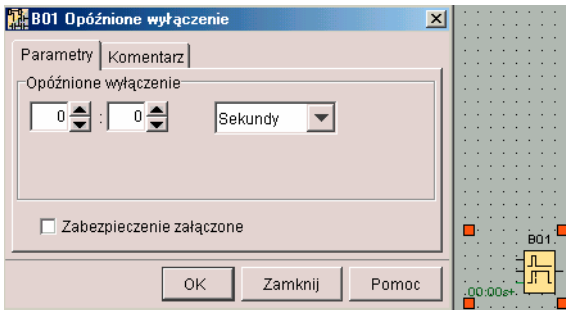 B01 Opóźnione wyłączenie
Parametry Komentarz
Opóźnione wyłączenie
0 : 0 Sekundy
Zabezpieczenie załączone
B01
.00:00s+
OK Zamknij Pomoc